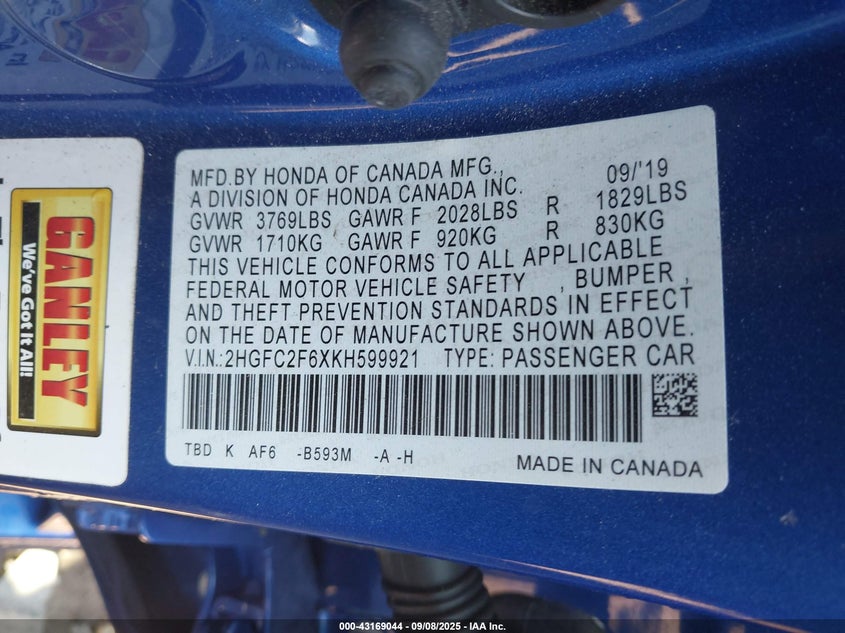 MFD.BY HONDA OF CANADA MFG., 09/'19
A DIVISION OF HONDA CANADA INC.
GVWR 3769LBS GAWR F 2028LBS R 1829LBS
GVWR 1710KG GAWR F 920KG R 830KG
THIS VEHICLE CONFORMS TO ALL APPLICABLE
FEDERAL MOTOR VEHICLE SAFETY , BUMPER ,
AND THEFT PREVENTION STANDARDS IN EFFECT
ON THE DATE OF MANUFACTURE SHOWN ABOVE.
V.I.N.:2HGFC2F6XKH599921 TYPE: PASSENGER CAR
TBD K AF6 -B593M -A -H
MADE IN CANADA
GANLEY
We've Got It All!
000-43169044 - 09/08/2025 - IAA Inc.